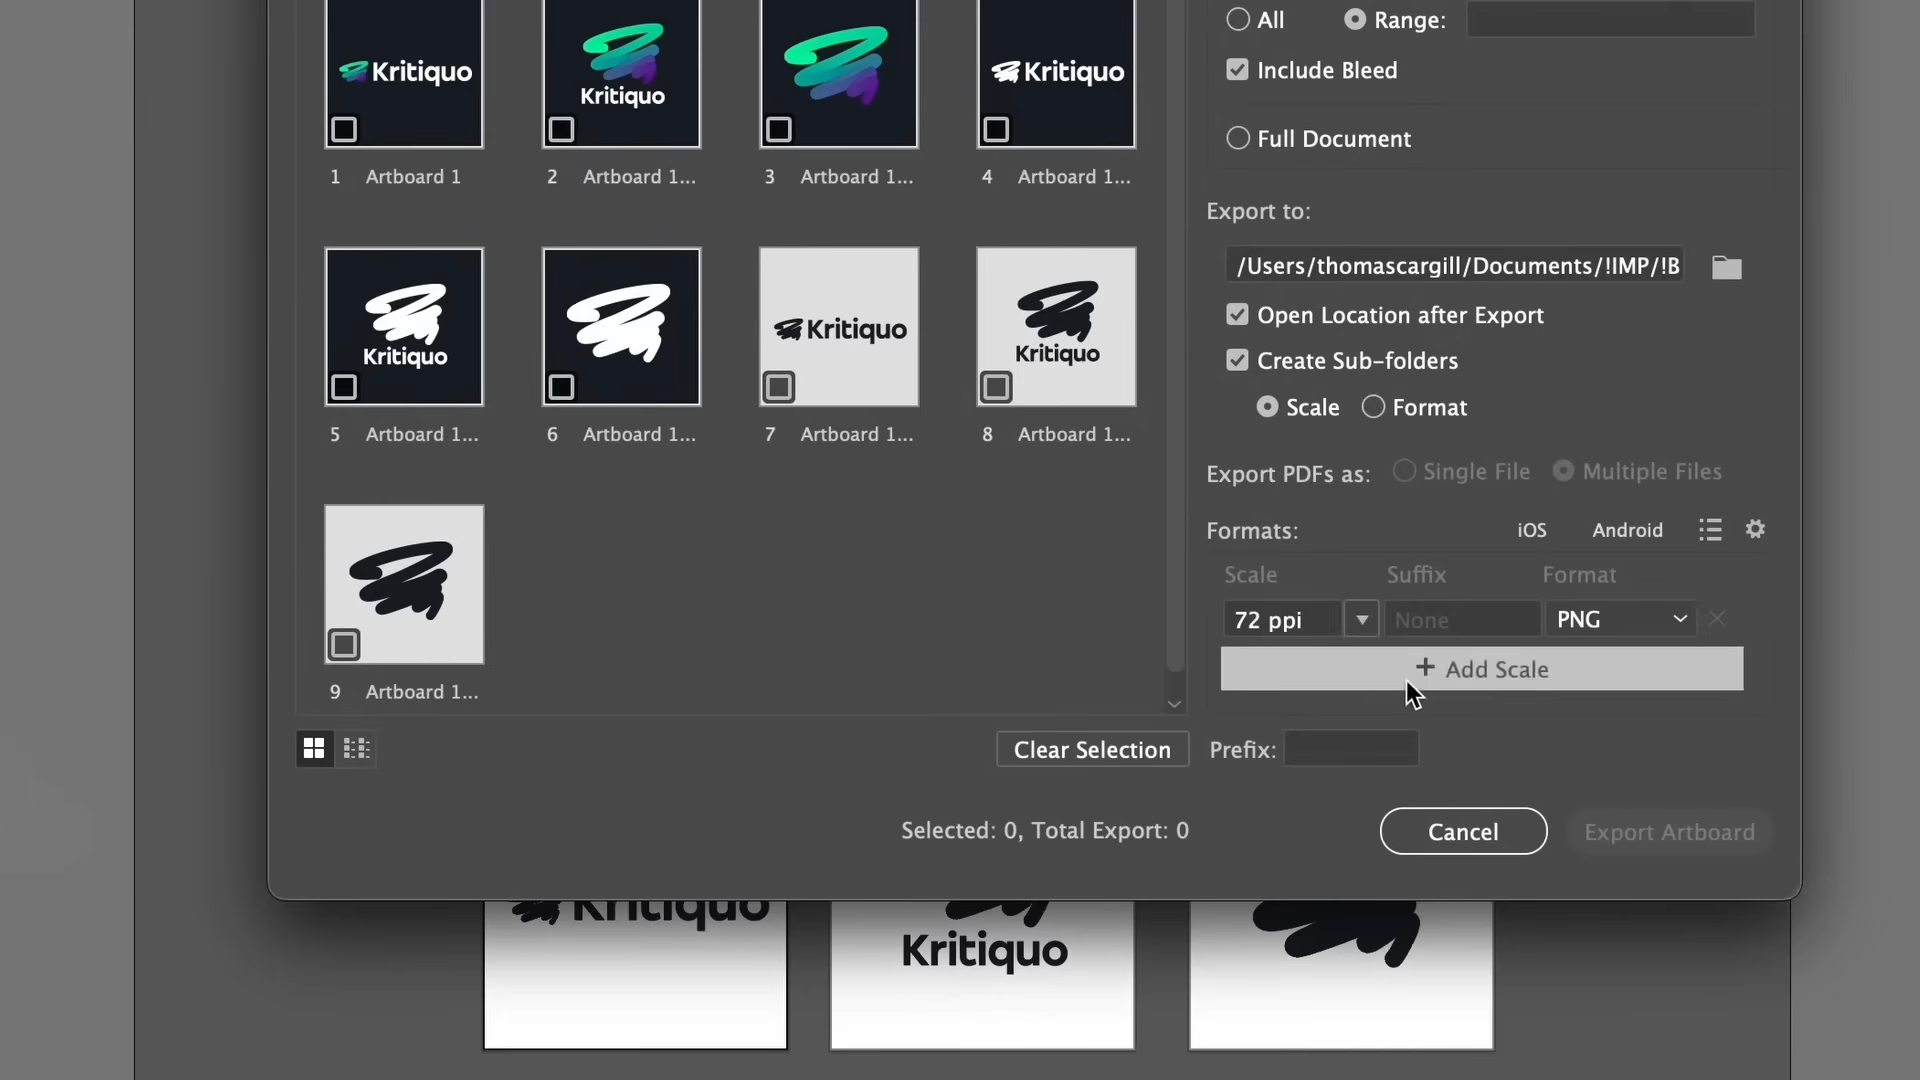 All
Range:
Include Bleed
Full Document
Kritiquo
Kritiquo
Kritiquo
1 Artboard 1
2 Artboard 1...
3 Artboard 1...
4 Artboard 1...
Kritiquo
Kritiquo
Kritiquo
5 Artboard 1...
6 Artboard 1...
7 Artboard 1...
8 Artboard 1...
9 Artboard 1...
Export to:
/Users/thomascargill/Documents/!IMP/!B
Open Location after Export
Create Sub-folders
Scale
Format
Export PDFs as:
Single File
Multiple Files
Formats:
iOS
Android
Scale
Suffix
Format
72 ppi
None
PNG
+ Add Scale
Clear Selection
Prefix:
Selected: 0, Total Export: 0
Cancel
Export Artboard
Kritiquo
Kritiquo